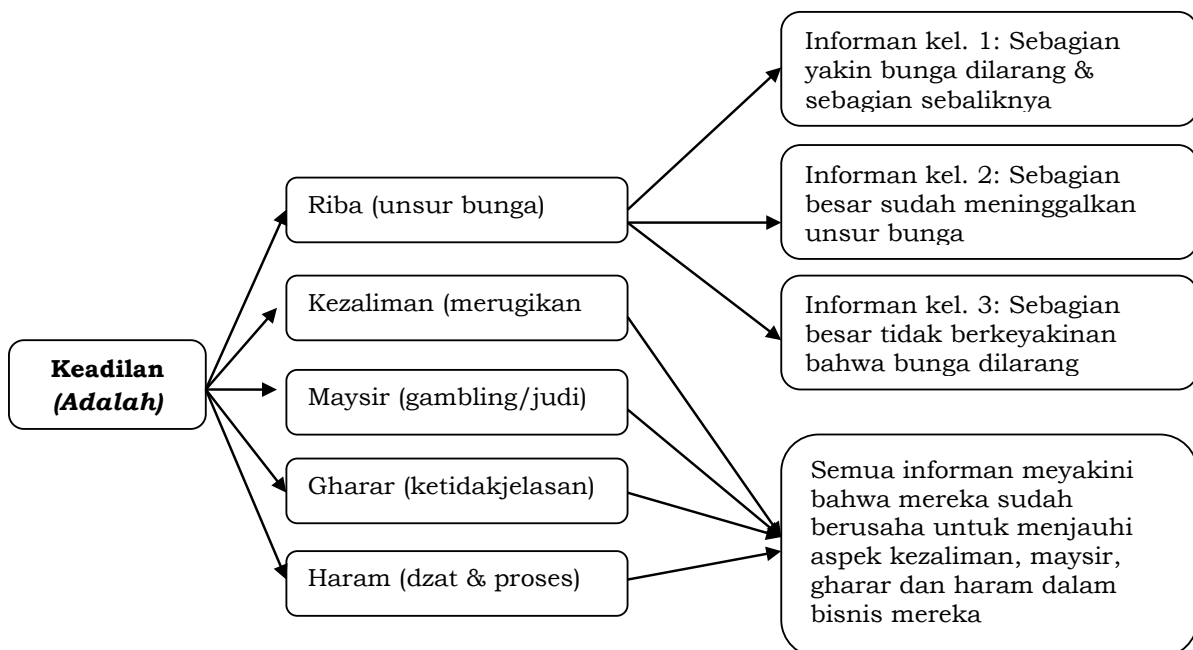 Keadilan
(Adalah)
Riba (unsur bunga)
Kezaliman (merugikan
Maysir (gambling/judi)
Gharar (ketidakjelasan)
Haram (dzat & proses)
Informan kel. 1: Sebagian
yakin bunga dilarang &
sebagian sebaliknya
Informan kel. 2: Sebagian
besar sudah meninggalkan
unsur bunga
Informan kel. 3: Sebagian
besar tidak berkeyakinan
bahwa bunga dilarang
Semua informan meyakini
bahwa mereka sudah
berusaha untuk menjauhi
aspek kezaliman, maysir,
gharar dan haram dalam
bisnis mereka